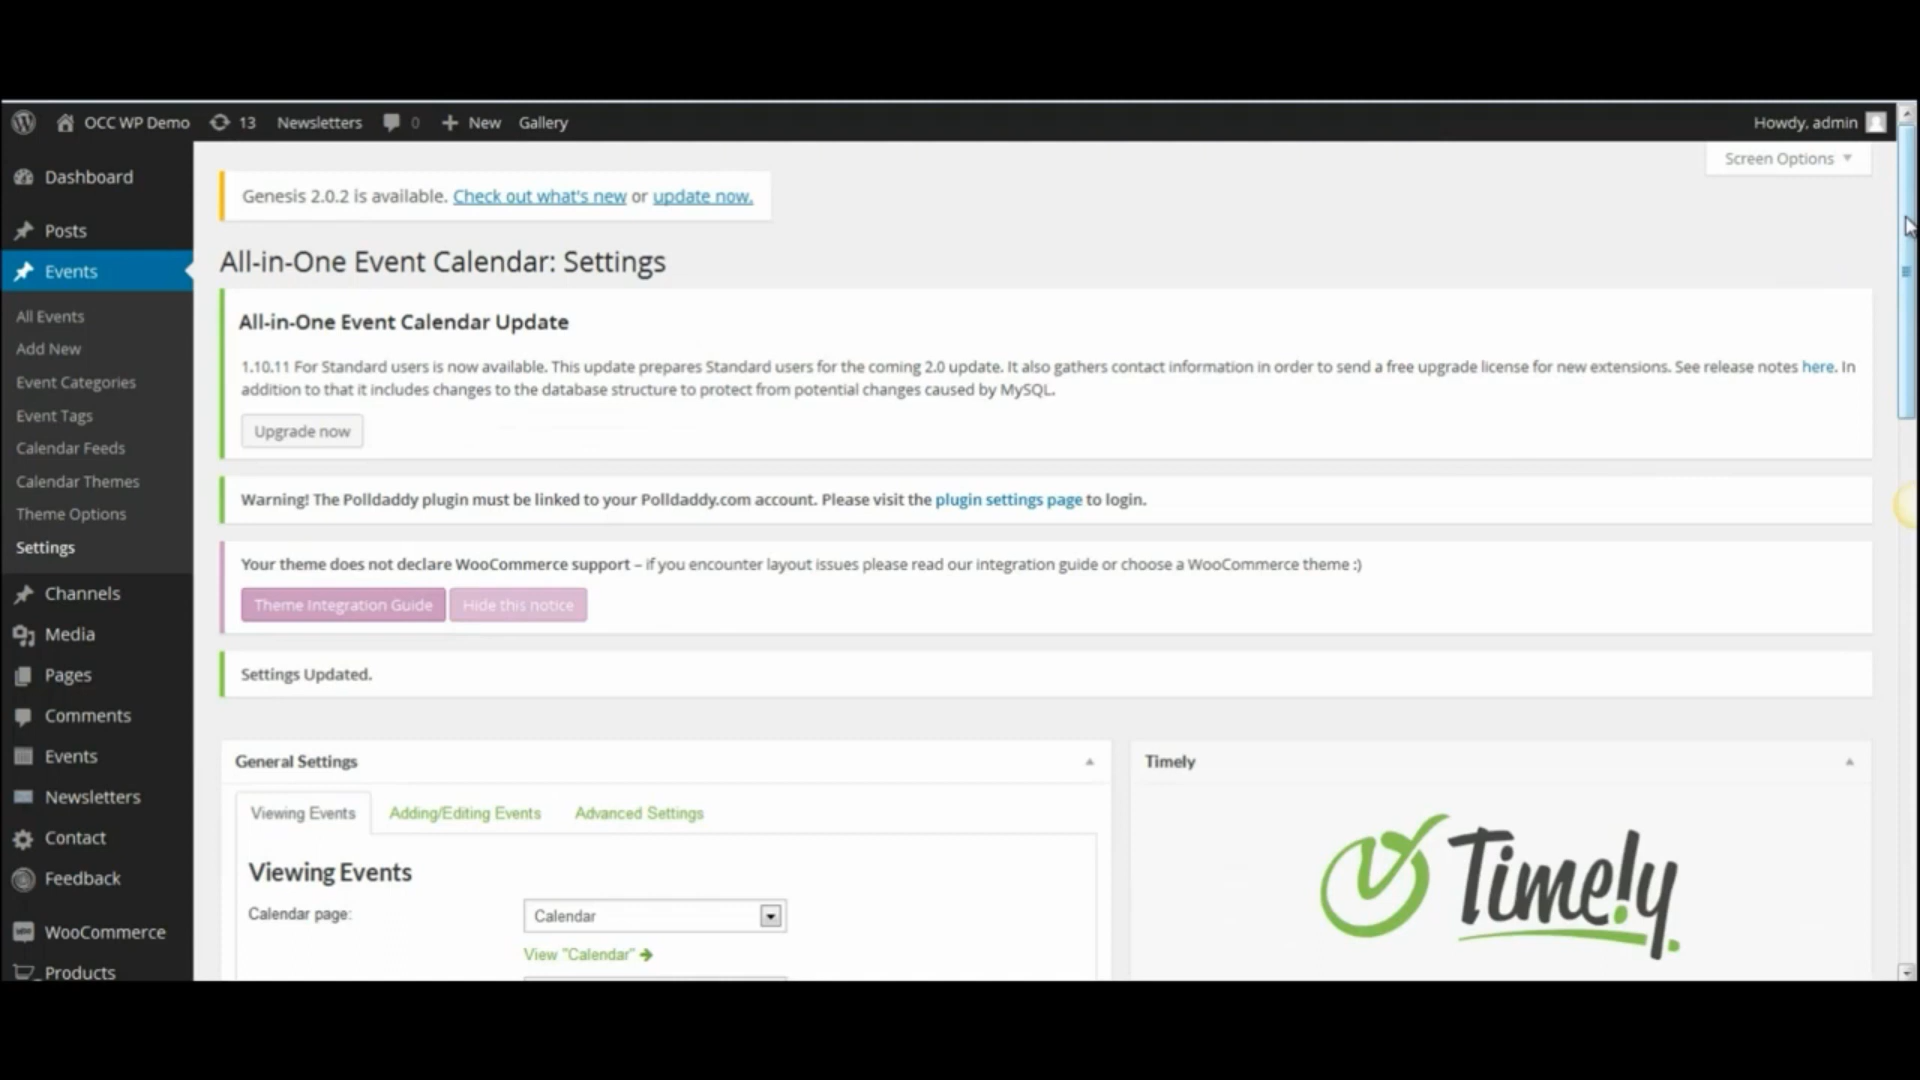 OCC WP Demo 13 Newsletters 0 New Gallery Howdy, admin
Screen Options
Dashboard
Posts
Events
All Events
Add New
Event Categories
Event Tags
Calendar Feeds
Calendar Themes
Theme Options
Settings
Channels
Media
Pages
Comments
Events
Newsletters
Contact
Feedback
WooCommerce
Products
Genesis 2.0.2 is available. Check out what's new or update now.
All-in-One Event Calendar: Settings
All-in-One Event Calendar Update
1.10.11 For Standard users is now available. This update prepares Standard users for the coming 2.0 update. It also gathers contact information in order to send a free upgrade license for new extensions. See release notes here. In
addition to that it includes changes to the database structure to protect from potential changes caused by MySQL.
Upgrade now
Warning! The Polldaddy plugin must be linked to your Polldaddy.com account. Please visit the plugin settings page to login.
Your theme does not declare WooCommerce support – if you encounter layout issues please read our integration guide or choose a WooCommerce theme :)
Theme Integration Guide Hide this notice
Settings Updated.
General Settings
Viewing Events Adding/Editing Events Advanced Settings
Viewing Events
Calendar page: Calendar
View "Calendar"
Timely
Timely